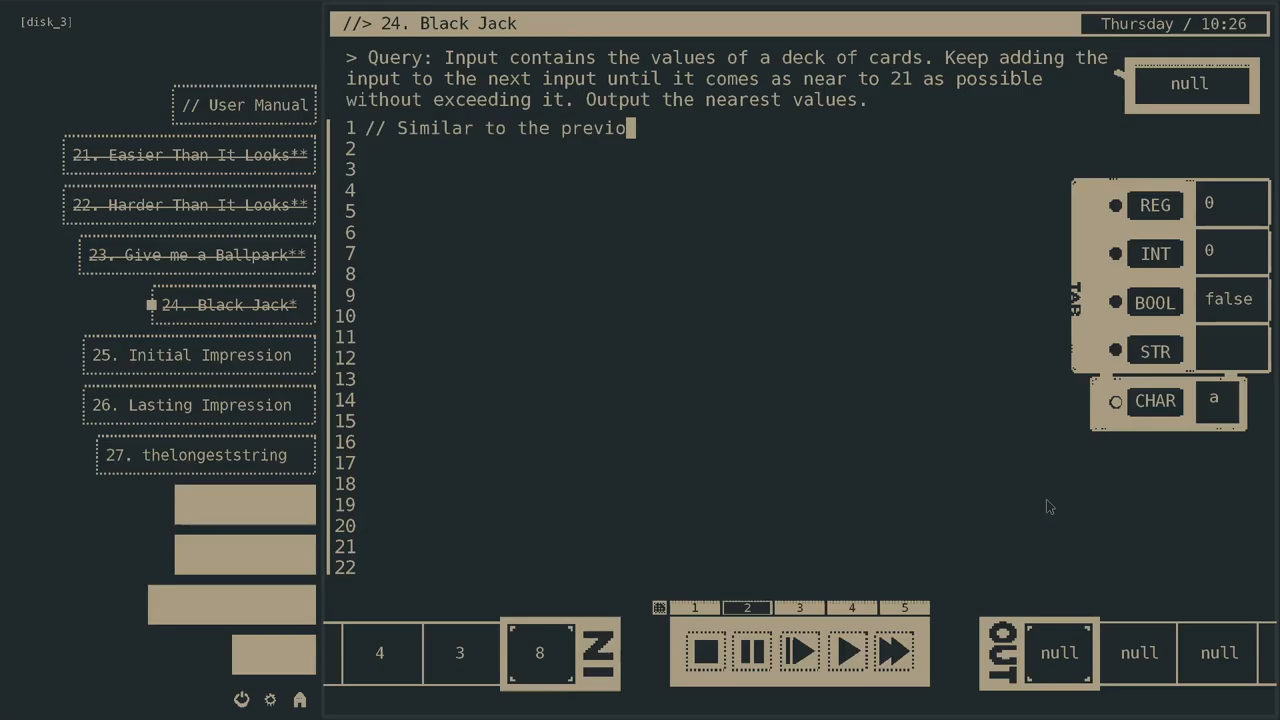 [disk_3]
//> 24. Black Jack
Thursday / 10:26
> Query: Input contains the values of a deck of cards. Keep adding the
input to the next input until it comes as near to 21 as possible
without exceeding it. Output the nearest values.
null
// User Manual
21. Easier Than It Looks**
22. Harder Than It Looks**
23. Give me a Ballpark**
24. Black Jack*
25. Initial Impression
26. Lasting Impression
27. thelongeststring
1 // Similar to the previo
2
3
4
5
6
7
8
9
10
11
12
13
14
15
16
17
18
19
20
21
22
TAP
REG 0
INT 0
BOOL false
STR
CHAR a
1 2 3 4 5
4 3 8 IN
OUT null null null